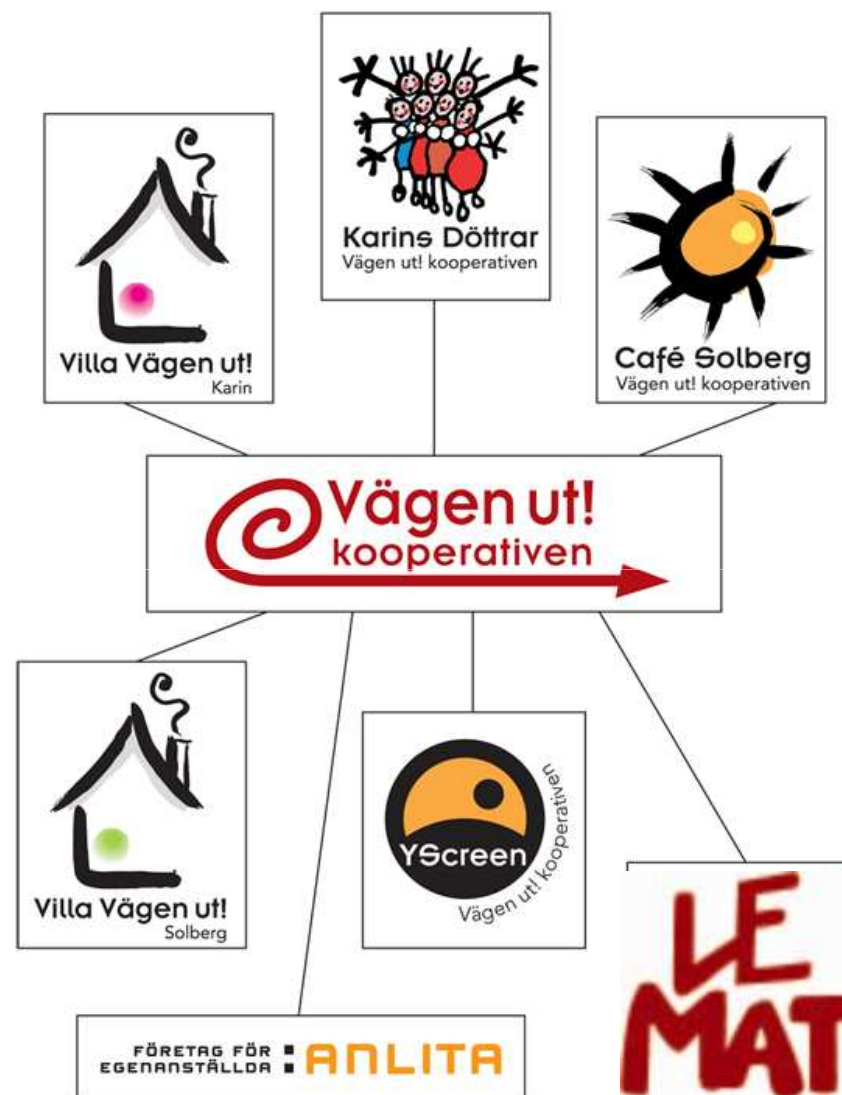 Karins Döttrar
Vägen ut! kooperativen
Villa Vägen ut!
Karin
Café Solberg
Vägen ut! kooperativen
Vägen ut!
kooperativen
Villa Vägen ut!
Solberg
YScreen
Vägen ut! kooperativen
LE
MAT
FÖRETAG FÖR
EGENANSTÄLLDA : ANLITA